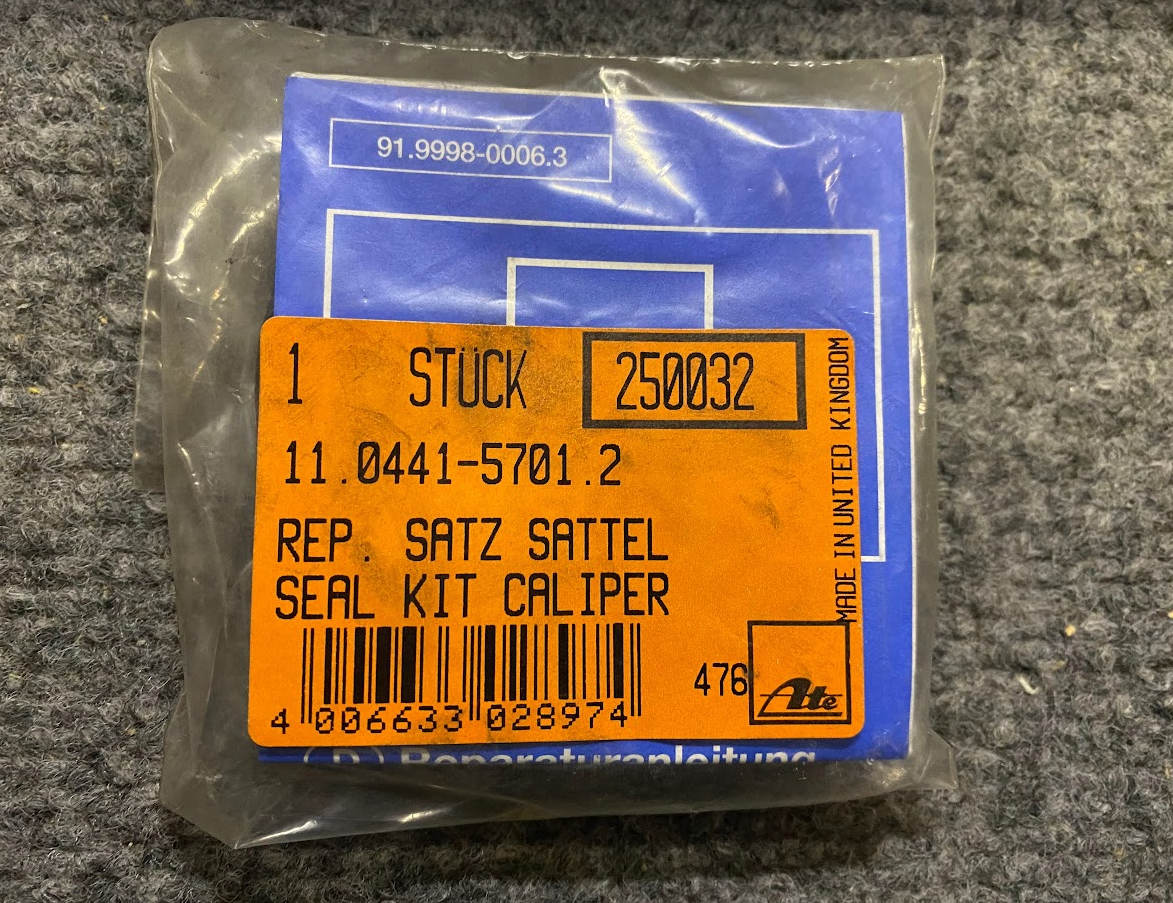 91.9998-0006.3
1 STÜCK 250032
11.0441-5701.2
REP. SATZ SATTEL
SEAL KIT CALIPER
MADE IN UNITED KINGDOM
476
Ate
4 006633 028974
(D) Reparaturanleitung